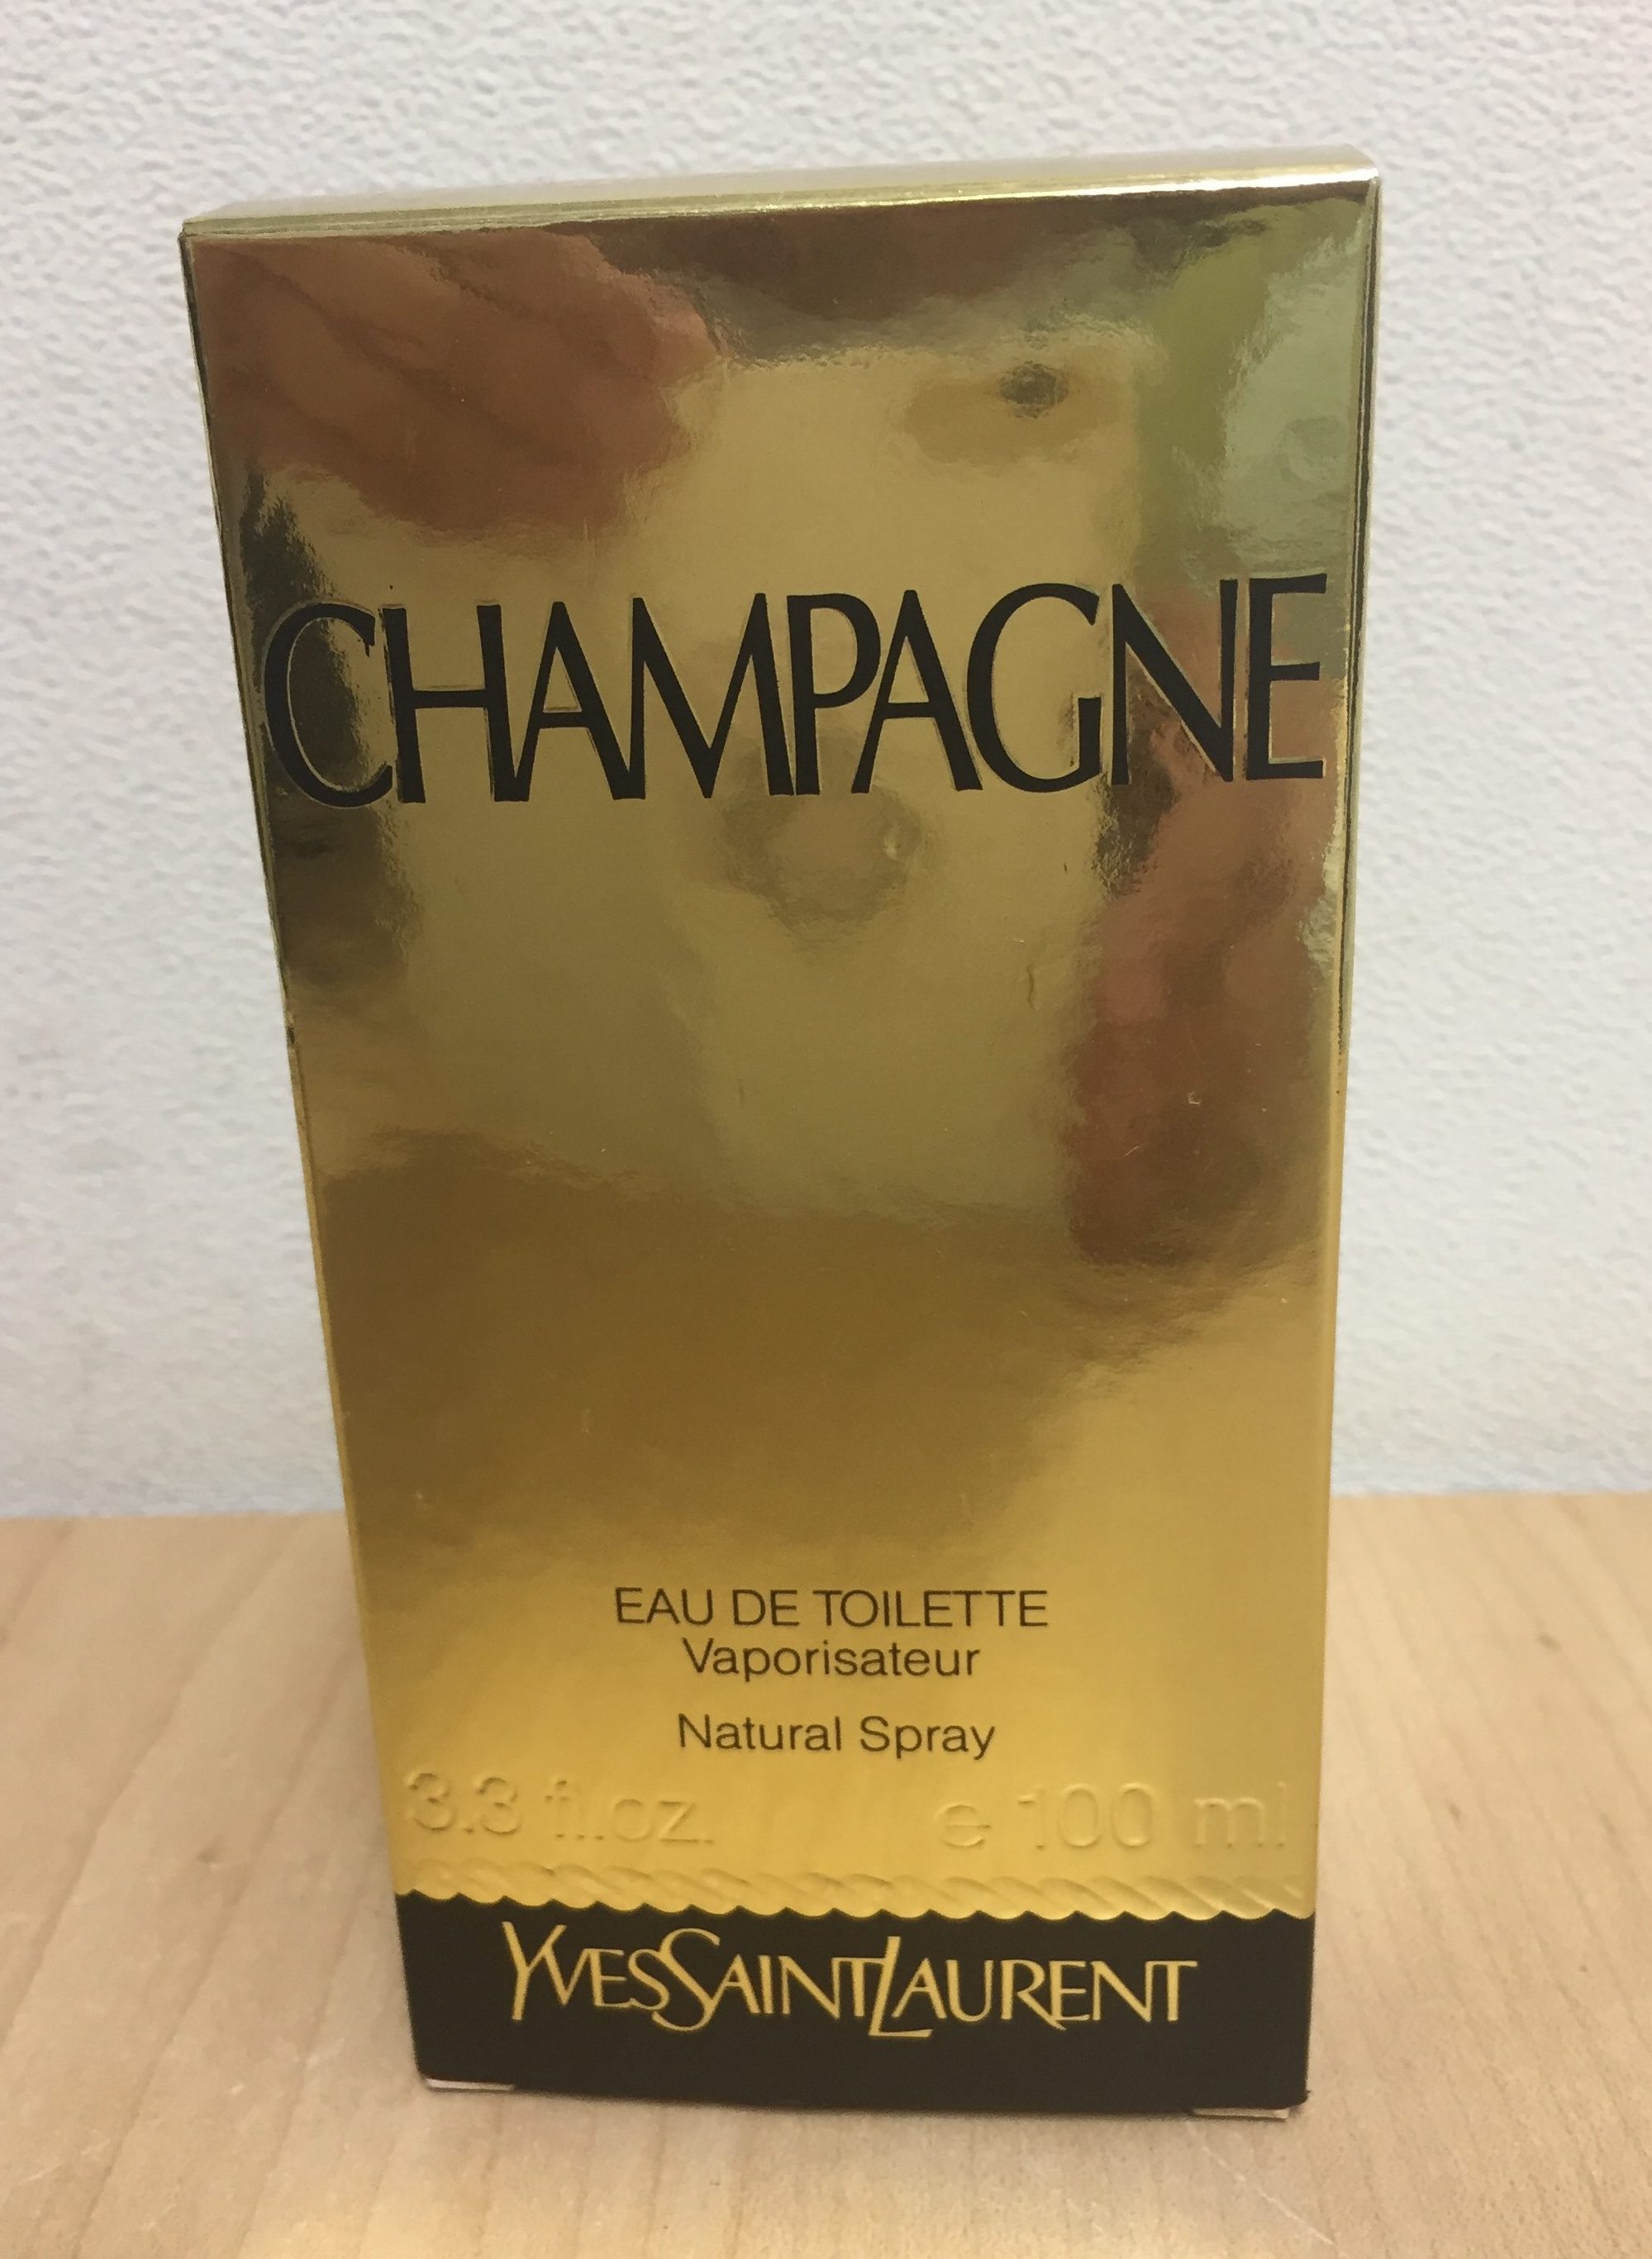 CHAMPAGNE
EAU DE TOILETTE
Vaporisateur
Natural Spray
3.3 fl.oz. e 100 ml
YVESSAINTLAURENT